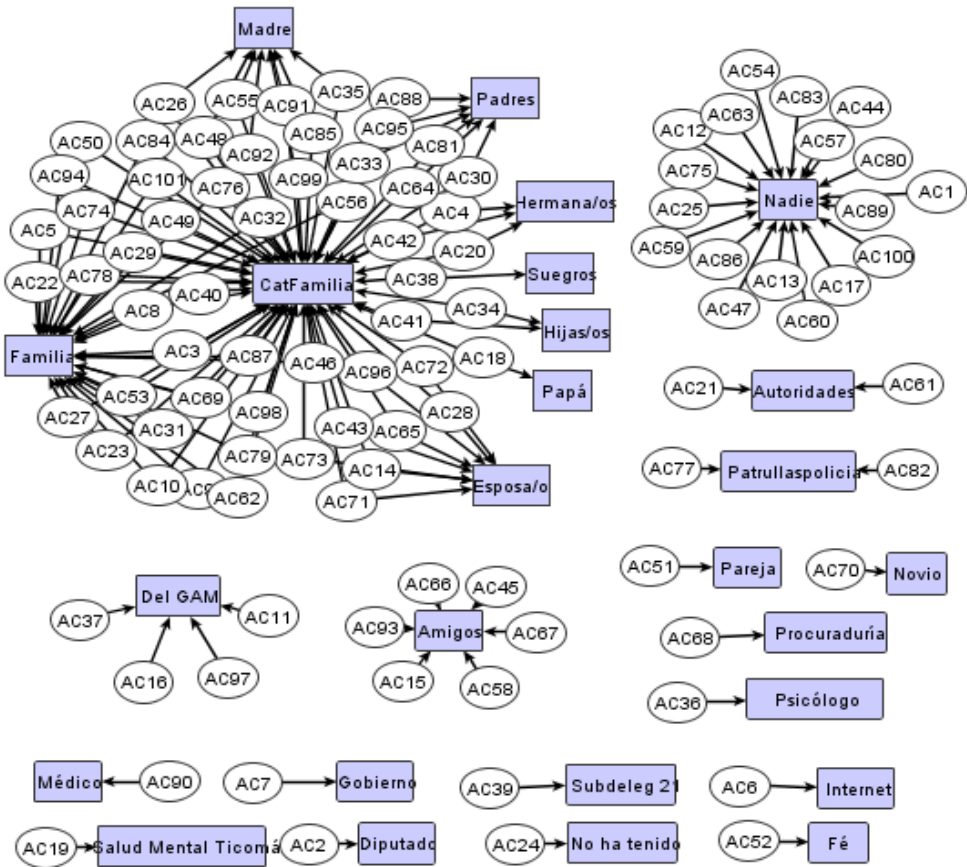 Madre
AC54
AC26
AC55
AC91
AC35
AC88
Padres
AC63
AC83
AC44
AC50
AC84
AC48
AC85
AC95
AC12
AC57
AC94
AC101
AC92
AC33
AC81
AC75
AC80
AC76
AC99
AC64
AC30
Nadie
AC1
AC5
AC74
AC49
AC32
AC56
AC4
Hermana/os
AC25
AC89
AC29
AC42
AC20
AC59
AC86
AC100
AC22
AC78
AC40
CatFamilia
AC38
Suegros
AC13
AC17
AC8
AC41
AC34
Hijas/os
AC47
AC60
Familia
AC3
AC87
AC46
AC96
AC72
AC18
Papá
AC21
Autoridades
AC61
AC27
AC53
AC69
AC98
AC43
AC65
AC28
AC23
AC31
AC79
AC73
AC14
Esposa/o
AC77
Patrullaspolicia
AC82
AC10
AC62
AC71
AC51
Pareja
AC70
Novio
AC37
Del GAM
AC11
AC66
AC45
AC93
Amigos
AC67
AC68
Procuraduría
AC16
AC97
AC15
AC58
AC36
Psicólogo
Médico
AC90
AC7
Gobierno
AC39
Subdeleg 21
AC6
Internet
AC19
Salud Mental Ticomá
AC2
Diputado
AC24
No ha tenido
AC52
Fé